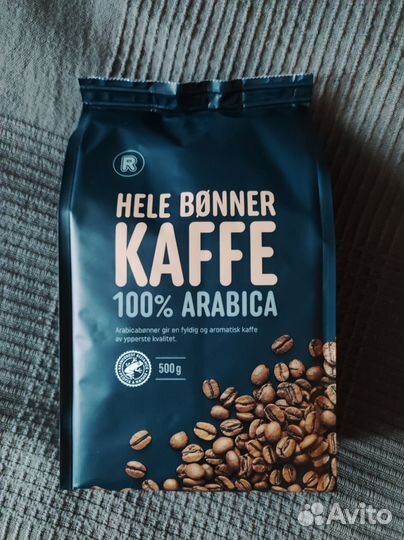 R
HELE BØNNER
KAFFE
100% ARABICA
Arabicabønner gir en fyldig og aromatisk kaffe
av ypperste kvalitet.
500 g
Avito